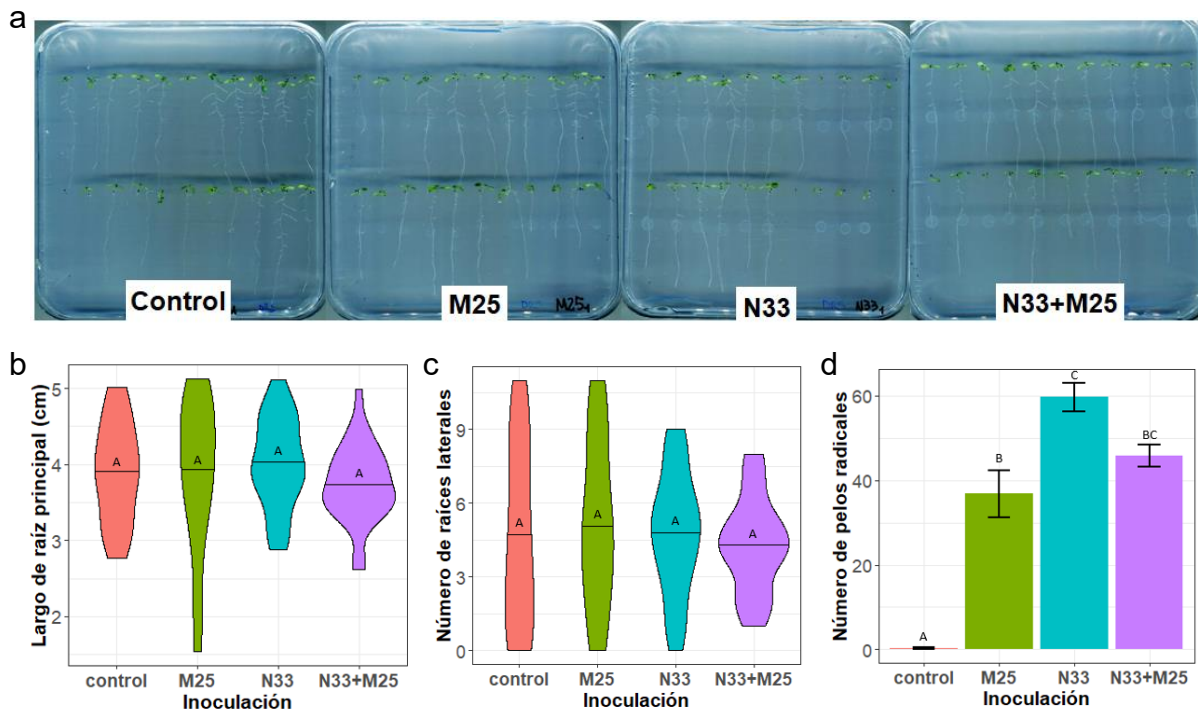 a
Control
M25
M25₁
N33
N33₁
N33+M25
b
Largo de raíz principal (cm)
5
4
3
2
A
A
A
A
control
M25
N33
N33+M25
Inoculación
c
Número de raíces laterales
9
6
3
0
A
A
A
A
control
M25
N33
N33+M25
Inoculación
d
Número de pelos radicales
60
40
20
0
A
B
C
BC
control
M25
N33
N33+M25
Inoculación